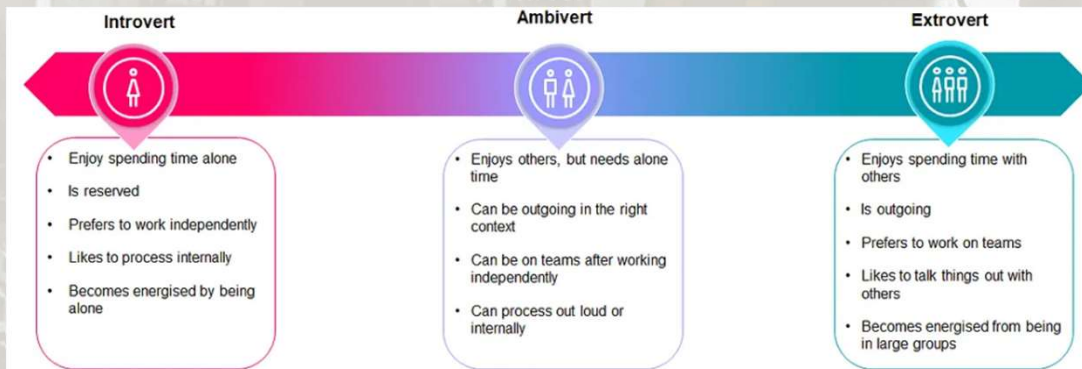 Introvert
Ambivert
Extrovert
• Enjoy spending time alone
• Is reserved
• Prefers to work independently
• Likes to process internally
• Becomes energised by being
alone
• Enjoys others, but needs alone
time
• Can be outgoing in the right
context
• Can be on teams after working
independently
• Can process out loud or
internally
• Enjoys spending time with
others
• Is outgoing
• Prefers to work on teams
• Likes to talk things out with
others
• Becomes energised from being
in large groups